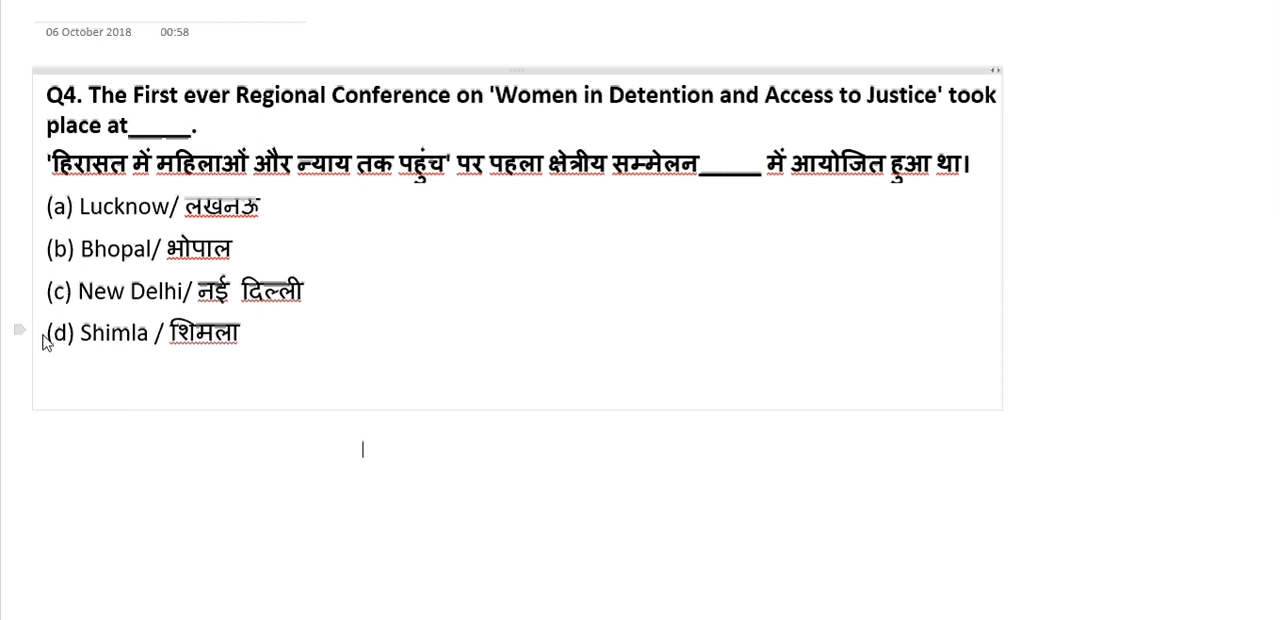 06 October 2018 00:58
Q4. The First ever Regional Conference on 'Women in Detention and Access to Justice' took
place at_____.
'हिरासत में महिलाओं और न्याय तक पहुंच' पर पहला क्षेत्रीय सम्मेलन_____ में आयोजित हुआ था।
(a) Lucknow/ लखनऊ
(b) Bhopal/ भोपाल
(c) New Delhi/ नई दिल्ली
(d) Shimla / शिमला